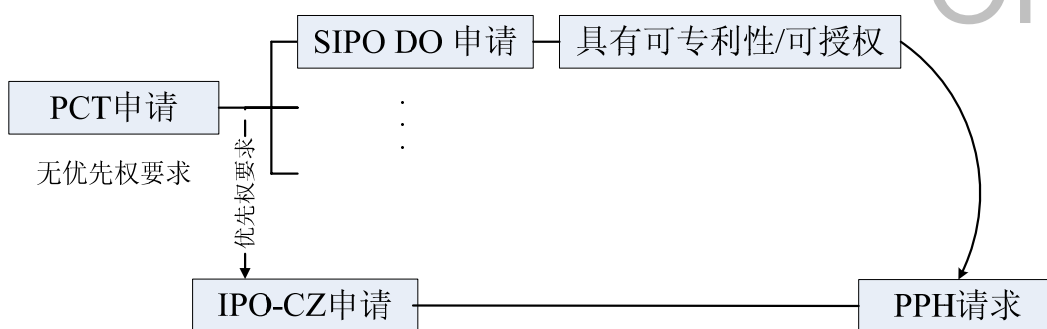 SIPO DO 申请
具有可专利性/可授权
PCT申请
无优先权要求
优先权要求
IPO-CZ申请
PPH请求